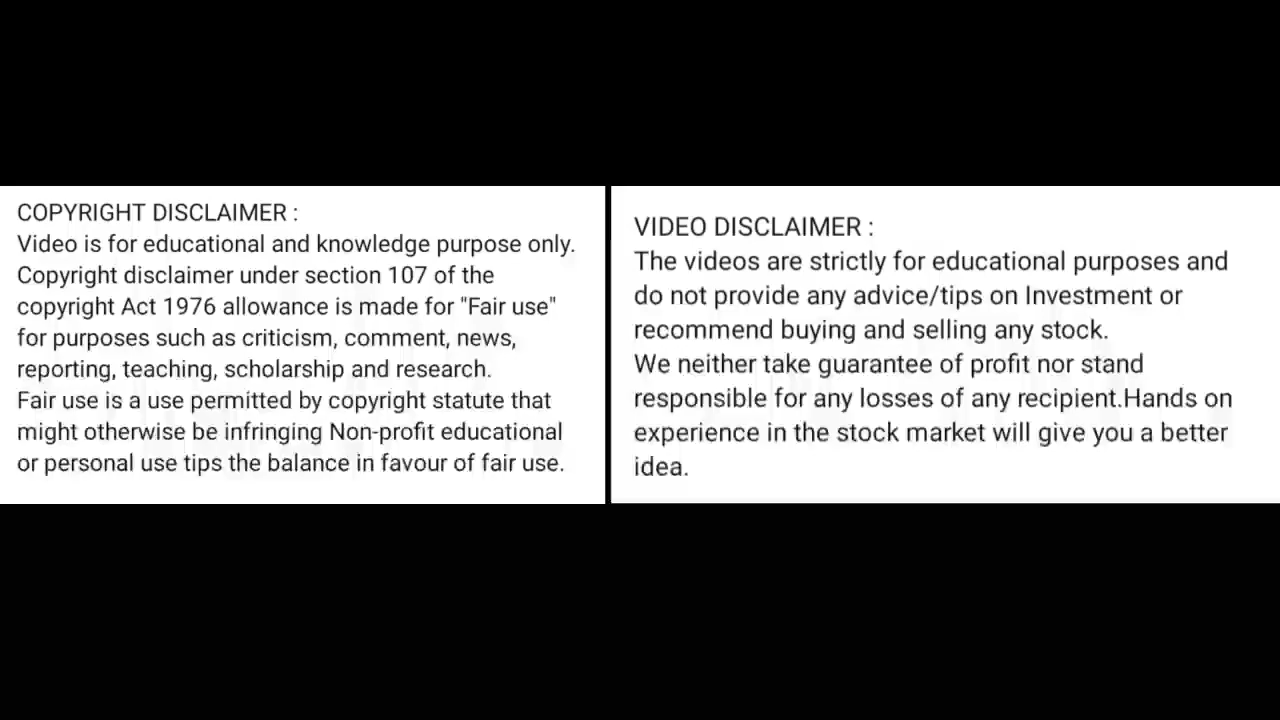 COPYRIGHT DISCLAIMER :
Video is for educational and knowledge purpose only.
Copyright disclaimer under section 107 of the
copyright Act 1976 allowance is made for "Fair use"
for purposes such as criticism, comment, news,
reporting, teaching, scholarship and research.
Fair use is a use permitted by copyright statute that
might otherwise be infringing Non-profit educational
or personal use tips the balance in favour of fair use.
VIDEO DISCLAIMER :
The videos are strictly for educational purposes and
do not provide any advice/tips on Investment or
recommend buying and selling any stock.
We neither take guarantee of profit nor stand
responsible for any losses of any recipient.Hands on
experience in the stock market will give you a better
idea.